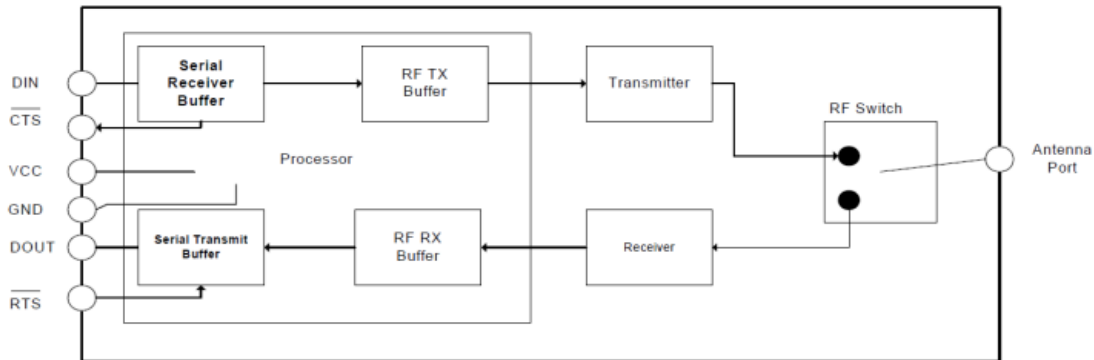 DIN
CTS
VCC
GND
DOUT
RTS
Serial
Receiver
Buffer
RF TX
Buffer
Transmitter
RF Switch
Antenna
Port
Processor
Serial Transmit
Buffer
RF RX
Buffer
Receiver